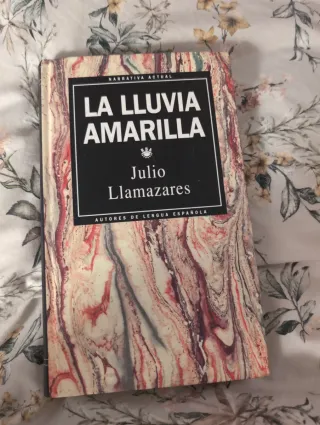 NARRATIVA ACTUAL
LA LLUVIA
AMARILLA
Julio
Llamazares
AUTORES DE LENGUA ESPAÑOLA